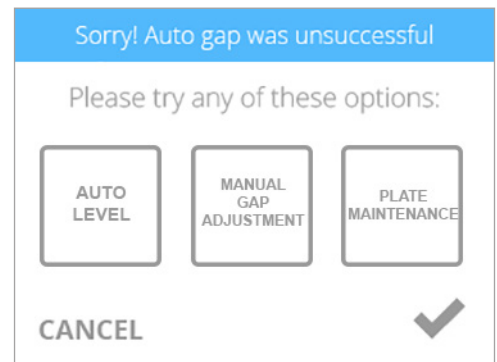 Sorry! Auto gap was unsuccessful
Please try any of these options:
AUTO
LEVEL
MANUAL
GAP
ADJUSTMENT
PLATE
MAINTENANCE
CANCEL